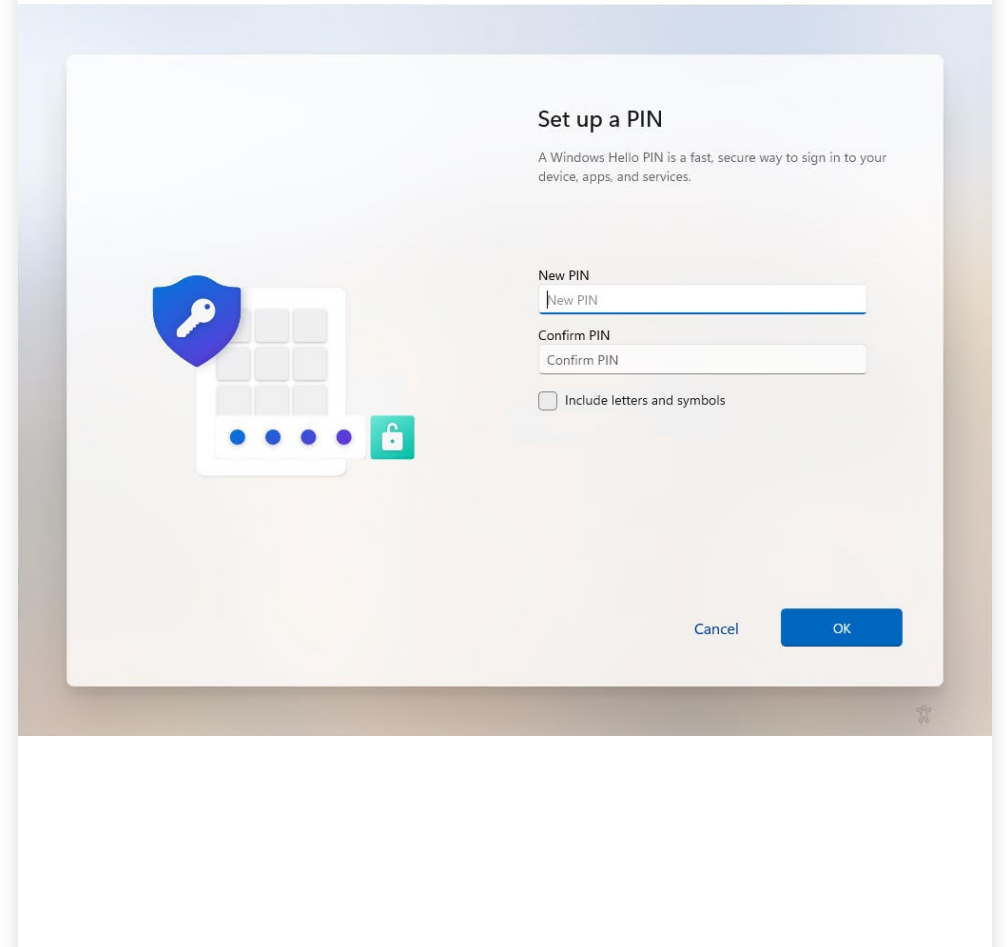 Set up a PIN
A Windows Hello PIN is a fast, secure way to sign in to your
device, apps, and services.
New PIN
New PIN
Confirm PIN
Confirm PIN
Include letters and symbols
Cancel
OK